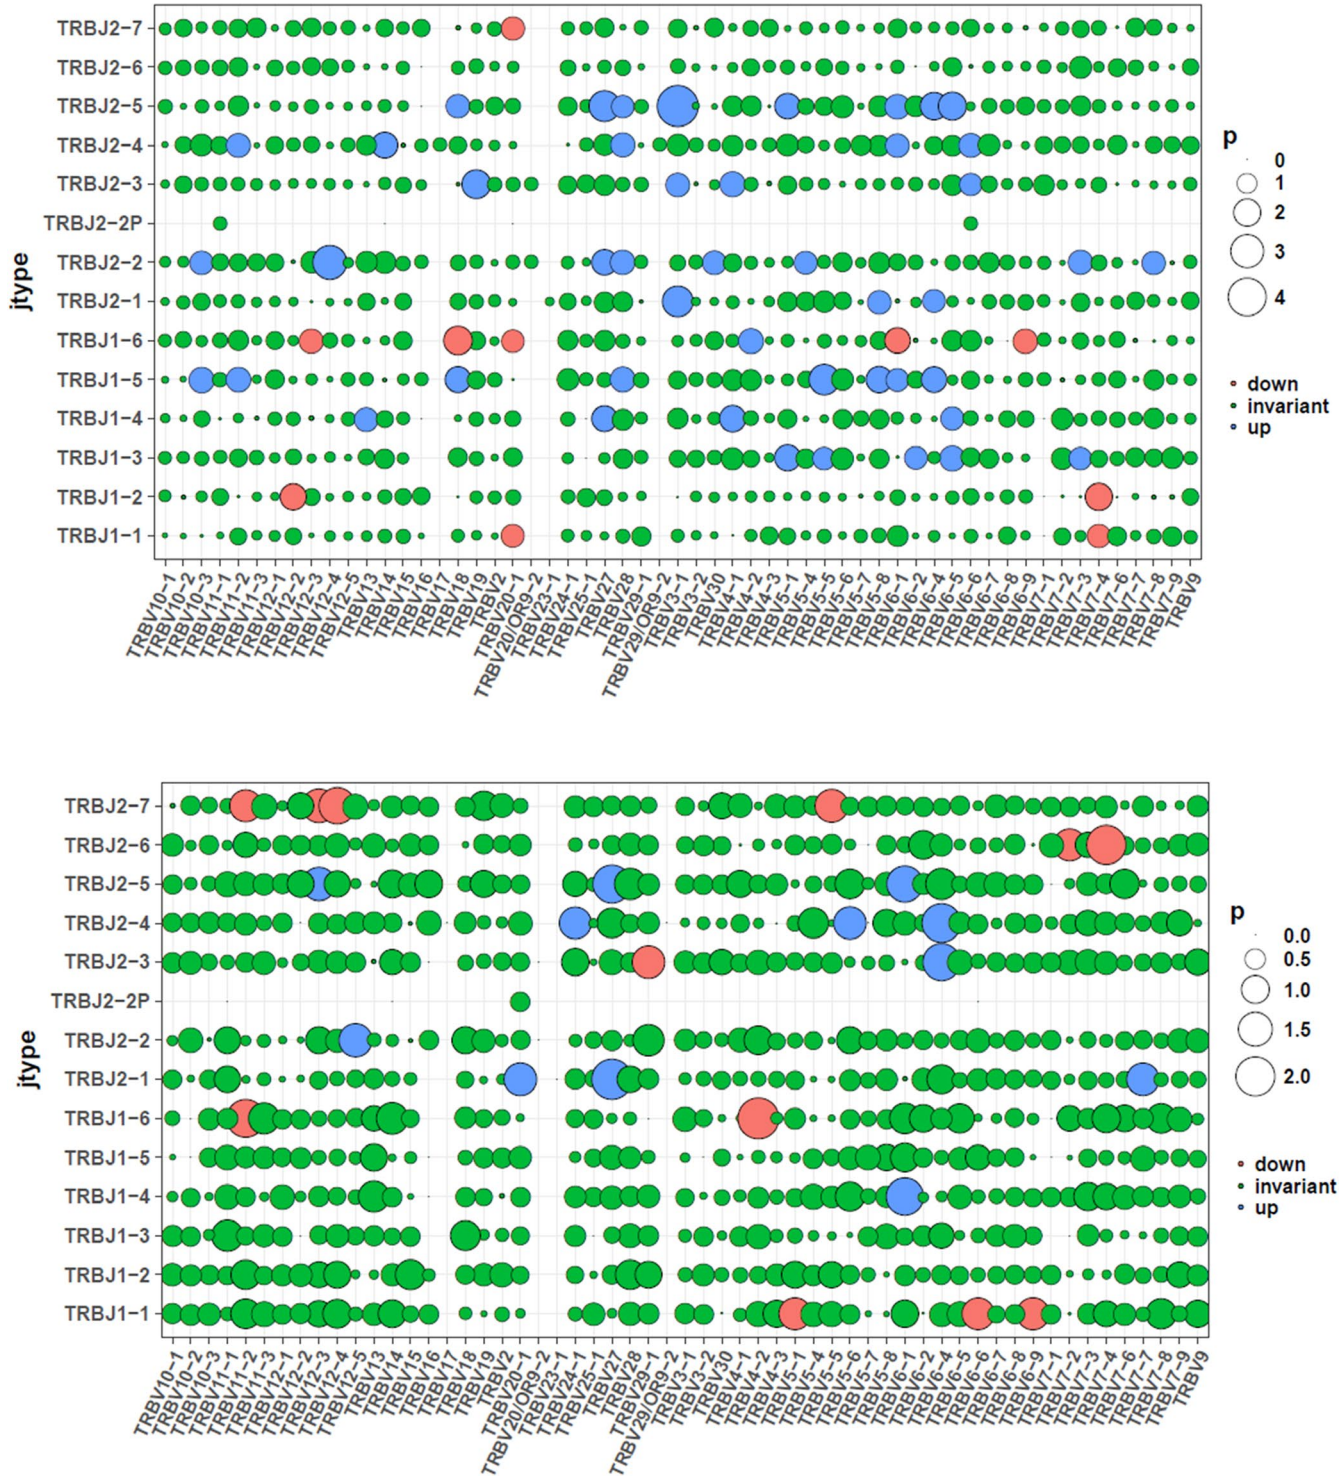 TRBJ2-7
TRBJ2-6
TRBJ2-5
TRBJ2-4
TRBJ2-3
TRBJ2-2P
TRBJ2-2
TRBJ2-1
TRBJ1-6
TRBJ1-5
TRBJ1-4
TRBJ1-3
TRBJ1-2
TRBJ1-1
jtype
TRBV10-1
TRBV10-2
TRBV10-3
TRBV11-1
TRBV11-2
TRBV11-3
TRBV12-1
TRBV12-2
TRBV12-3
TRBV12-4
TRBV12-5
TRBV13
TRBV14
TRBV15
TRBV16
TRBV17
TRBV18
TRBV19
TRBV2
TRBV20-1
TRBV20/OR9-2
TRBV23-1
TRBV24-1
TRBV25-1
TRBV27
TRBV28
TRBV29-1
TRBV29/OR9-2
TRBV3-1
TRBV3-2
TRBV30
TRBV4-1
TRBV4-2
TRBV4-3
TRBV5-1
TRBV5-4
TRBV5-5
TRBV5-6
TRBV5-7
TRBV5-8
TRBV6-1
TRBV6-2
TRBV6-4
TRBV6-5
TRBV6-6
TRBV6-7
TRBV6-8
TRBV6-9
TRBV7-1
TRBV7-2
TRBV7-3
TRBV7-4
TRBV7-6
TRBV7-7
TRBV7-8
TRBV7-9
TRBV9
p
0
1
2
3
4
down
invariant
up
TRBJ2-7
TRBJ2-6
TRBJ2-5
TRBJ2-4
TRBJ2-3
TRBJ2-2P
TRBJ2-2
TRBJ2-1
TRBJ1-6
TRBJ1-5
TRBJ1-4
TRBJ1-3
TRBJ1-2
TRBJ1-1
jtype
TRBV10-1
TRBV10-2
TRBV10-3
TRBV11-1
TRBV11-2
TRBV11-3
TRBV12-1
TRBV12-2
TRBV12-3
TRBV12-4
TRBV12-5
TRBV13
TRBV14
TRBV15
TRBV16
TRBV17
TRBV18
TRBV19
TRBV2
TRBV20-1
TRBV20/OR9-2
TRBV23-1
TRBV24-1
TRBV25-1
TRBV27
TRBV28
TRBV29-1
TRBV29/OR9-2
TRBV3-1
TRBV3-2
TRBV30
TRBV4-1
TRBV4-2
TRBV4-3
TRBV5-1
TRBV5-4
TRBV5-5
TRBV5-6
TRBV5-7
TRBV5-8
TRBV6-1
TRBV6-2
TRBV6-4
TRBV6-5
TRBV6-6
TRBV6-7
TRBV6-8
TRBV6-9
TRBV7-1
TRBV7-2
TRBV7-3
TRBV7-4
TRBV7-6
TRBV7-7
TRBV7-8
TRBV7-9
TRBV9
p
0.0
0.5
1.0
1.5
2.0
down
invariant
up